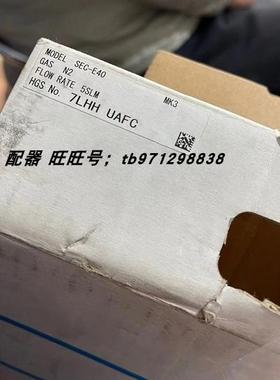 MODEL SEC-E40
GAS N2 MK3
FLOW RATE 5SLM
HGS No. 7LHH UAFC
配器 旺旺号：tb971298838